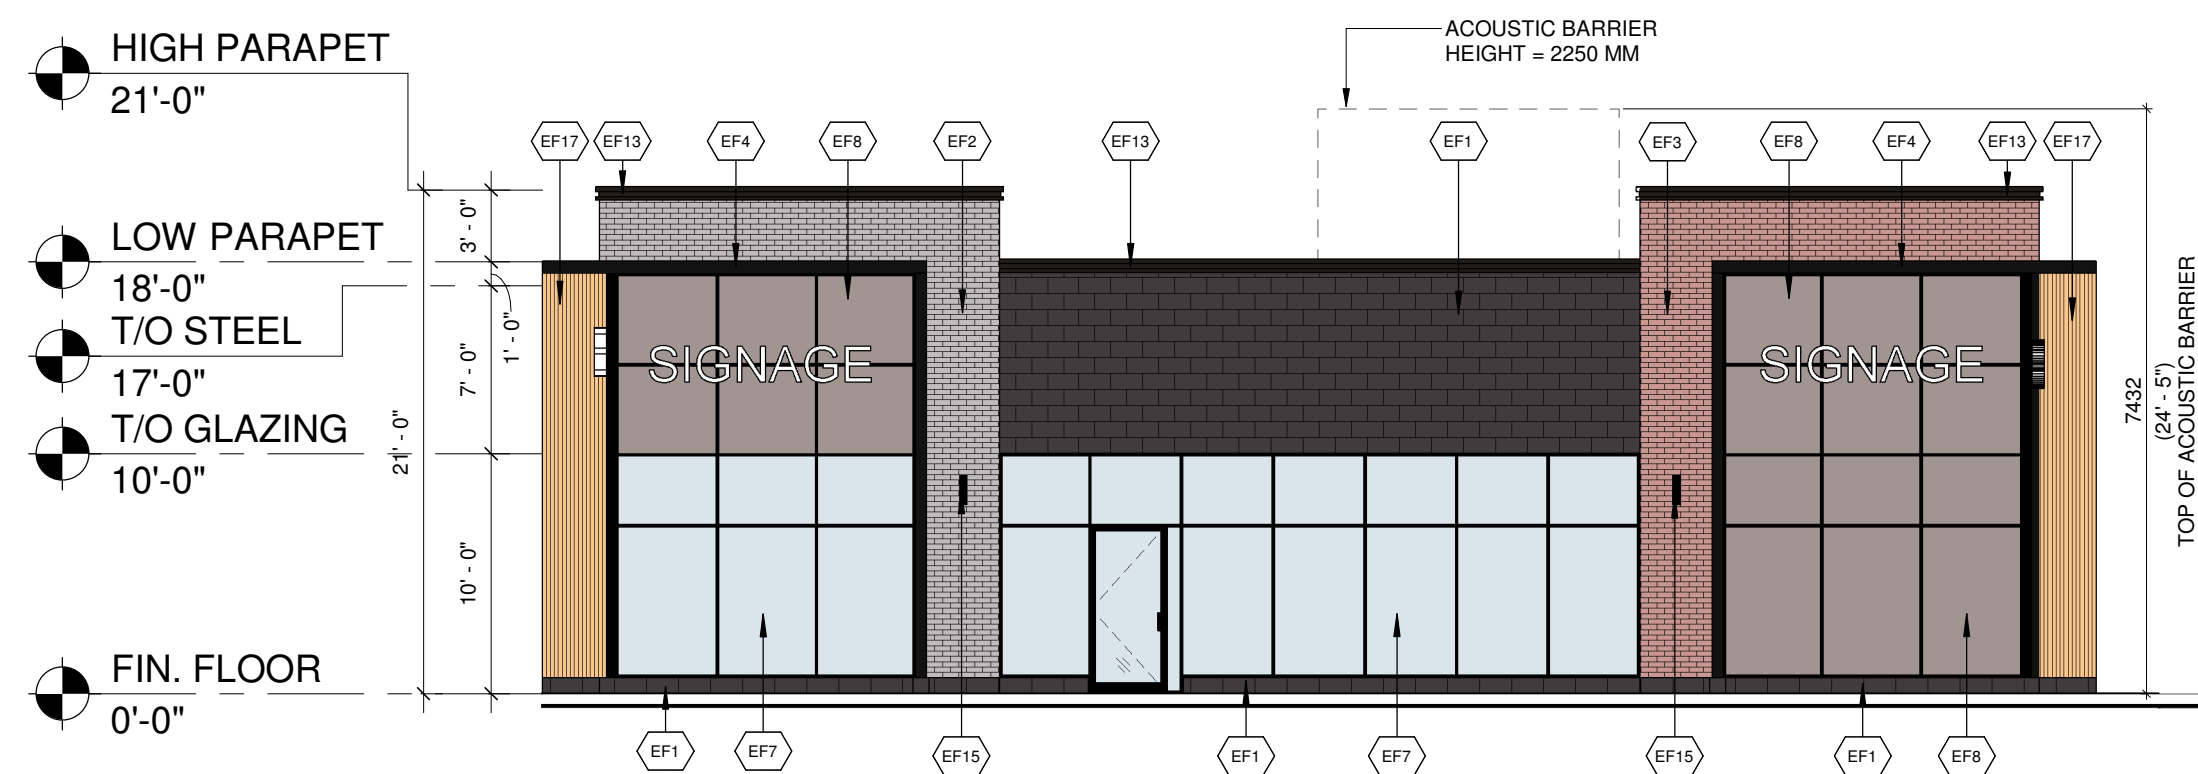 ACOUSTIC BARRIER
HEIGHT = 2250 MM
HIGH PARAPET
21'-0"
EF17
EF13
EF4
EF8
EF2
EF13
EF1
EF3
EF8
EF4
EF13
EF17
LOW PARAPET
18'-0"
T/O STEEL
17'-0"
T/O GLAZING
10'-0"
FIN. FLOOR
0'-0"
21' - 0"
3' - 0"
1' - 0"
7' - 0"
10' - 0"
SIGNAGE
SIGNAGE
7432
(24' - 5")
TOP OF ACOUSTIC BARRIER
EF1
EF7
EF15
EF1
EF7
EF15
EF1
EF8